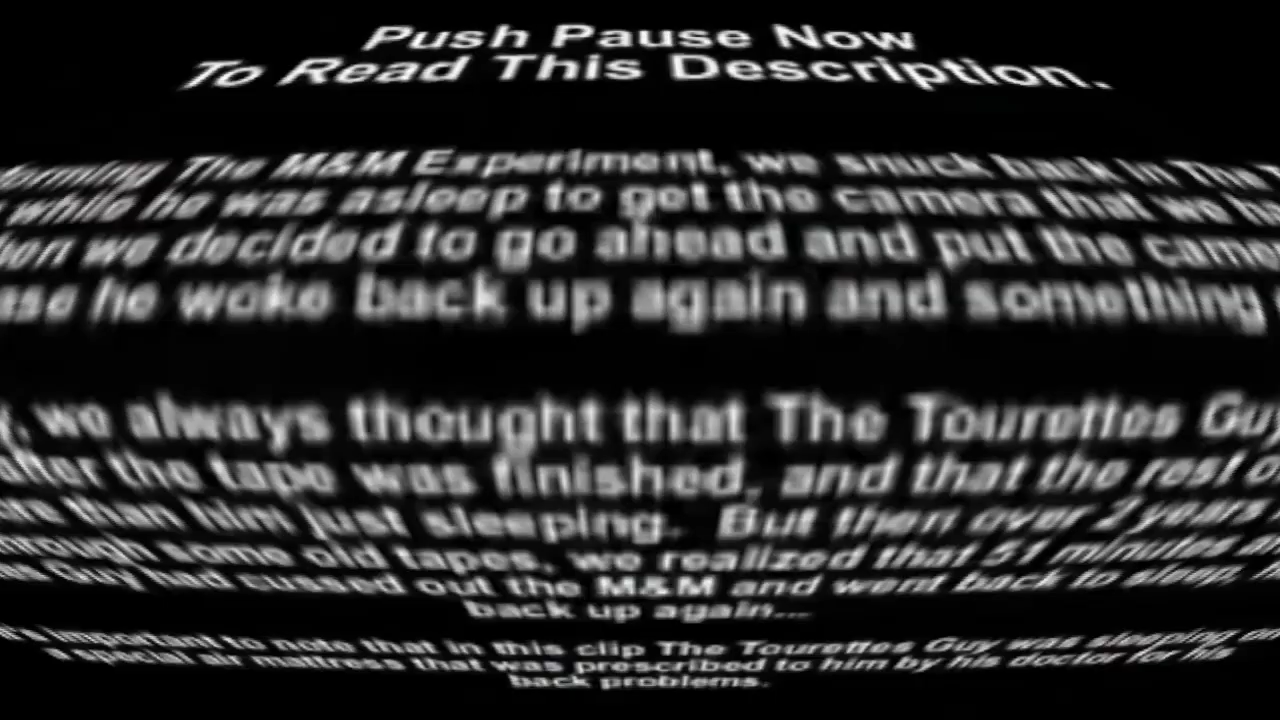 Push Pause Now
To Read This Description.
The M&M Experiment, we snuck back in The
while he was asleep to get the camera that we
we decided to go ahead and put the
he woke back up again and something
we always thought that The Tourettes Guy
the tape was finished, and that the rest
than him just sleeping. But then over 2 years
through some old tapes, we realized that 51 minutes
Guy had cussed out the M&M and went back to sleep,
back up again...
It's important to note that in this clip The Tourettes Guy was sleeping on
a special air mattress that was prescribed to him by his doctor for his
back problems.